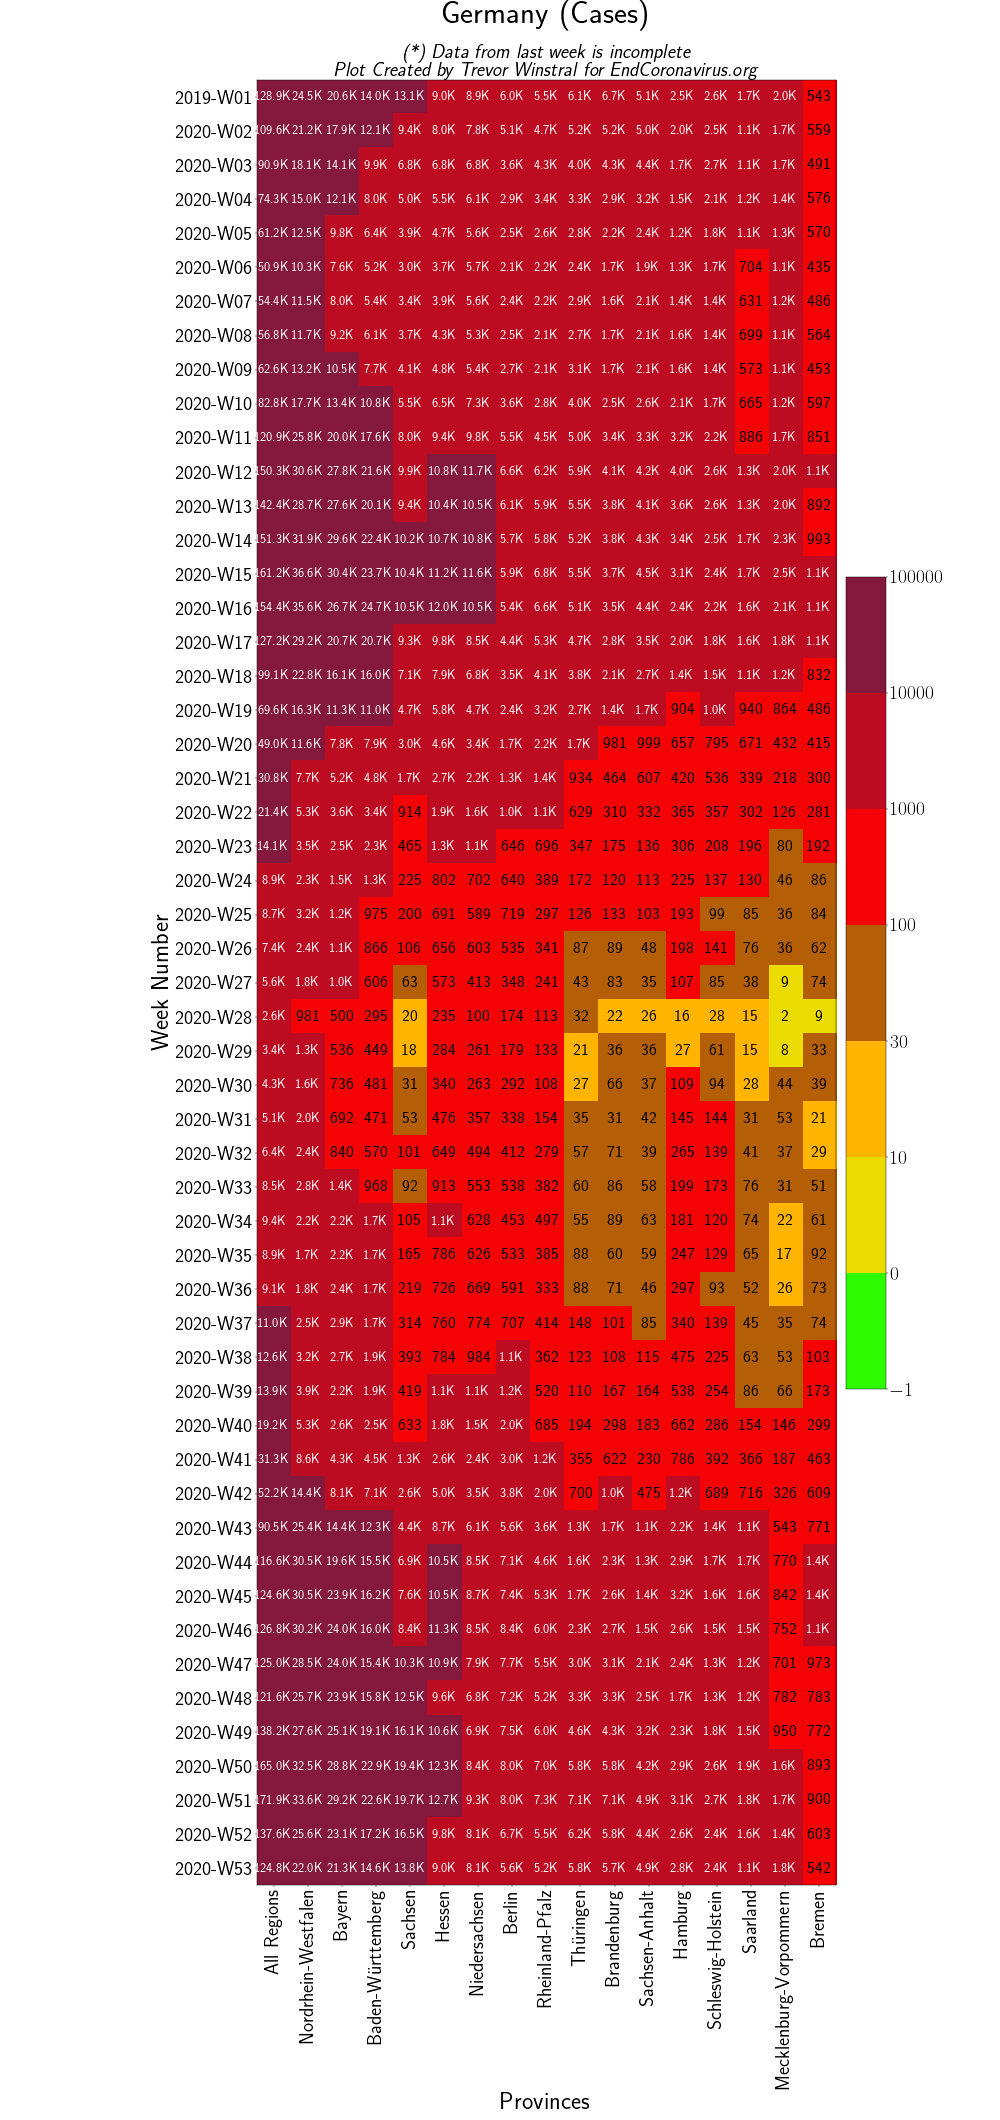 Germany (Cases)
(*) Data from last week is incomplete
Plot Created by Trevor Winstral for EndCoronavirus.org
2019-W01 128.9K 24.5K 20.6K 14.0K 13.1K 9.0K 8.9K 6.0K 5.5K 6.1K 6.7K 5.1K 2.5K 2.6K 1.7K 2.0K 543
2020-W02 109.6K 21.2K 17.9K 12.1K 9.4K 8.0K 7.8K 5.1K 4.7K 5.2K 5.2K 5.0K 2.0K 2.5K 1.1K 1.7K 559
2020-W03 90.9K 18.1K 14.1K 9.9K 6.8K 6.8K 6.8K 3.6K 4.3K 4.0K 4.3K 4.4K 1.7K 2.7K 1.1K 1.7K 491
2020-W04 74.3K 15.0K 12.1K 8.0K 5.0K 5.5K 6.1K 2.9K 3.4K 3.3K 2.9K 3.2K 1.5K 2.1K 1.2K 1.4K 576
2020-W05 61.2K 12.5K 9.8K 6.4K 3.9K 4.7K 5.6K 2.5K 2.6K 2.8K 2.2K 2.4K 1.2K 1.8K 1.1K 1.3K 570
2020-W06 50.9K 10.3K 7.6K 5.2K 3.0K 3.7K 5.7K 2.1K 2.2K 2.4K 1.7K 1.9K 1.3K 1.7K 704 1.1K 435
2020-W07 54.4K 11.5K 8.0K 5.4K 3.4K 3.9K 5.6K 2.4K 2.2K 2.9K 1.6K 2.1K 1.4K 1.4K 631 1.2K 486
2020-W08 56.8K 11.7K 9.2K 6.1K 3.7K 4.3K 5.3K 2.5K 2.1K 2.7K 1.7K 2.1K 1.6K 1.4K 699 1.1K 564
2020-W09 62.6K 13.2K 10.5K 7.7K 4.1K 4.8K 5.4K 2.7K 2.1K 3.1K 1.7K 2.1K 1.6K 1.4K 573 1.1K 453
2020-W10 82.8K 17.7K 13.4K 10.8K 5.5K 6.5K 7.3K 3.6K 2.8K 4.0K 2.5K 2.6K 2.1K 1.7K 665 1.2K 597
2020-W11 120.9K 25.8K 20.0K 17.6K 8.0K 9.4K 9.8K 5.5K 4.5K 5.0K 3.4K 3.3K 3.2K 2.2K 886 1.7K 851
2020-W12 150.3K 30.6K 27.8K 21.6K 9.9K 10.8K 11.7K 6.6K 6.2K 5.9K 4.1K 4.2K 4.0K 2.6K 1.3K 2.0K 1.1K
2020-W13 142.4K 28.7K 27.6K 20.1K 9.4K 10.4K 10.5K 6.1K 5.9K 5.5K 3.8K 4.1K 3.6K 2.6K 1.3K 2.0K 892
2020-W14 151.3K 31.9K 29.6K 22.4K 10.2K 10.7K 10.8K 5.7K 5.8K 5.2K 3.8K 4.3K 3.4K 2.5K 1.7K 2.3K 993
2020-W15 161.2K 36.6K 30.4K 23.7K 10.4K 11.2K 11.6K 5.9K 6.8K 5.5K 3.7K 4.5K 3.1K 2.4K 1.7K 2.5K 1.1K
2020-W16 154.4K 35.6K 26.7K 24.7K 10.5K 12.0K 10.5K 5.4K 6.6K 5.1K 3.5K 4.4K 2.4K 2.2K 1.6K 2.1K 1.1K
2020-W17 127.2K 29.2K 20.7K 20.7K 9.3K 9.8K 8.5K 4.4K 5.3K 4.7K 2.8K 3.5K 2.0K 1.8K 1.6K 1.8K 1.1K
2020-W18 99.1K 22.8K 16.1K 16.0K 7.1K 7.9K 6.8K 3.5K 4.1K 3.8K 2.1K 2.7K 1.4K 1.5K 1.1K 1.2K 832
2020-W19 69.6K 16.3K 11.3K 11.0K 4.7K 5.8K 4.7K 2.4K 3.2K 2.7K 1.4K 1.7K 904 1.0K 940 864 486
2020-W20 49.0K 11.6K 7.8K 7.9K 3.0K 4.6K 3.4K 1.7K 2.2K 1.7K 981 999 657 795 671 432 415
2020-W21 30.8K 7.7K 5.2K 4.8K 1.7K 2.7K 2.2K 1.3K 1.4K 934 464 607 420 536 339 218 300
2020-W22 21.4K 5.3K 3.6K 3.4K 914 1.9K 1.6K 1.0K 1.1K 629 310 332 365 357 302 126 281
2020-W23 14.1K 3.5K 2.5K 2.3K 465 1.3K 1.1K 646 696 347 175 136 306 208 196 80 192
2020-W24 8.9K 2.3K 1.5K 1.3K 225 802 702 640 389 172 120 113 225 137 130 46 86
2020-W25 8.7K 3.2K 1.2K 975 200 691 589 719 297 126 133 103 193 99 85 36 84
2020-W26 7.4K 2.4K 1.1K 866 106 656 603 535 341 87 89 48 198 141 76 36 62
2020-W27 5.6K 1.8K 1.0K 606 63 573 413 348 241 43 83 35 107 85 38 9 74
2020-W28 2.6K 981 500 295 20 235 100 174 113 32 22 26 16 28 15 2 9
2020-W29 3.4K 1.3K 536 449 18 284 261 179 133 21 36 36 27 61 15 8 33
2020-W30 4.3K 1.6K 736 481 31 340 263 292 108 27 66 37 109 94 28 44 39
2020-W31 5.1K 2.0K 692 471 53 476 357 338 154 35 31 42 145 144 31 53 21
2020-W32 6.4K 2.4K 840 570 101 649 494 412 279 57 71 39 265 139 41 37 29
2020-W33 8.5K 2.8K 1.4K 968 92 913 553 538 382 60 86 58 199 173 76 31 51
2020-W34 9.4K 2.2K 2.2K 1.7K 105 1.1K 628 453 497 55 89 63 181 120 74 22 61
2020-W35 8.9K 1.7K 2.2K 1.7K 165 786 626 533 385 88 60 59 247 129 65 17 92
2020-W36 9.1K 1.8K 2.4K 1.7K 219 726 669 591 333 88 71 46 297 93 52 26 73
2020-W37 11.0K 2.5K 2.9K 1.7K 314 760 774 707 414 148 101 85 340 139 45 35 74
2020-W38 12.6K 3.2K 2.7K 1.9K 393 784 984 1.1K 362 123 108 115 475 225 63 53 103
2020-W39 13.9K 3.9K 2.2K 1.9K 419 1.1K 1.1K 1.2K 520 110 167 164 538 254 86 66 173
2020-W40 19.2K 5.3K 2.6K 2.5K 633 1.8K 1.5K 2.0K 685 194 298 183 662 286 154 146 299
2020-W41 31.3K 8.6K 4.3K 4.5K 1.3K 2.6K 2.4K 3.0K 1.2K 355 622 230 786 392 366 187 463
2020-W42 52.2K 14.4K 8.1K 7.1K 2.6K 5.0K 3.5K 3.8K 2.0K 700 1.0K 475 1.2K 689 716 326 609
2020-W43 90.5K 25.4K 14.4K 12.3K 4.4K 8.7K 6.1K 5.6K 3.6K 1.3K 1.7K 1.1K 2.2K 1.4K 1.1K 543 771
2020-W44 116.6K 30.5K 19.6K 15.5K 6.9K 10.5K 8.5K 7.1K 4.6K 1.6K 2.3K 1.3K 2.9K 1.7K 1.7K 770 1.4K
2020-W45 124.6K 30.5K 23.9K 16.2K 7.6K 10.5K 8.7K 7.4K 5.3K 1.7K 2.6K 1.4K 3.2K 1.6K 1.6K 842 1.4K
2020-W46 126.8K 30.2K 24.0K 16.0K 8.4K 11.3K 8.5K 8.4K 6.0K 2.3K 2.7K 1.5K 2.6K 1.5K 1.5K 752 1.1K
2020-W47 125.0K 28.5K 24.0K 15.4K 10.3K 10.9K 7.9K 7.7K 5.5K 3.0K 3.1K 2.1K 2.4K 1.3K 1.2K 701 973
2020-W48 121.6K 25.7K 23.9K 15.8K 12.5K 9.6K 6.8K 7.2K 5.2K 3.3K 3.3K 2.5K 1.7K 1.3K 1.2K 782 783
2020-W49 138.2K 27.6K 25.1K 19.1K 16.1K 10.6K 6.9K 7.5K 6.0K 4.6K 4.3K 3.2K 2.3K 1.8K 1.5K 950 772
2020-W50 165.0K 32.5K 28.8K 22.9K 19.4K 12.3K 8.4K 8.0K 7.0K 5.8K 5.8K 4.2K 2.9K 2.6K 1.9K 1.6K 893
2020-W51 171.9K 33.6K 29.2K 22.6K 19.7K 12.7K 9.3K 8.0K 7.3K 7.1K 7.1K 4.9K 3.1K 2.7K 1.8K 1.7K 900
2020-W52 137.6K 25.6K 23.1K 17.2K 16.5K 9.8K 8.1K 6.7K 5.5K 6.2K 5.8K 4.4K 2.6K 2.4K 1.6K 1.4K 603
2020-W53 124.8K 22.0K 21.3K 14.6K 13.8K 9.0K 8.1K 5.6K 5.2K 5.8K 5.7K 4.9K 2.8K 2.4K 1.1K 1.8K 542
Week Number
All Regions
Nordrhein-Westfalen
Bayern
Baden-Württemberg
Sachsen
Hessen
Niedersachsen
Berlin
Rheinland-Pfalz
Thüringen
Brandenburg
Sachsen-Anhalt
Hamburg
Schleswig-Holstein
Saarland
Mecklenburg-Vorpommern
Bremen
Provinces
100000
10000
1000
100
30
10
0
−1